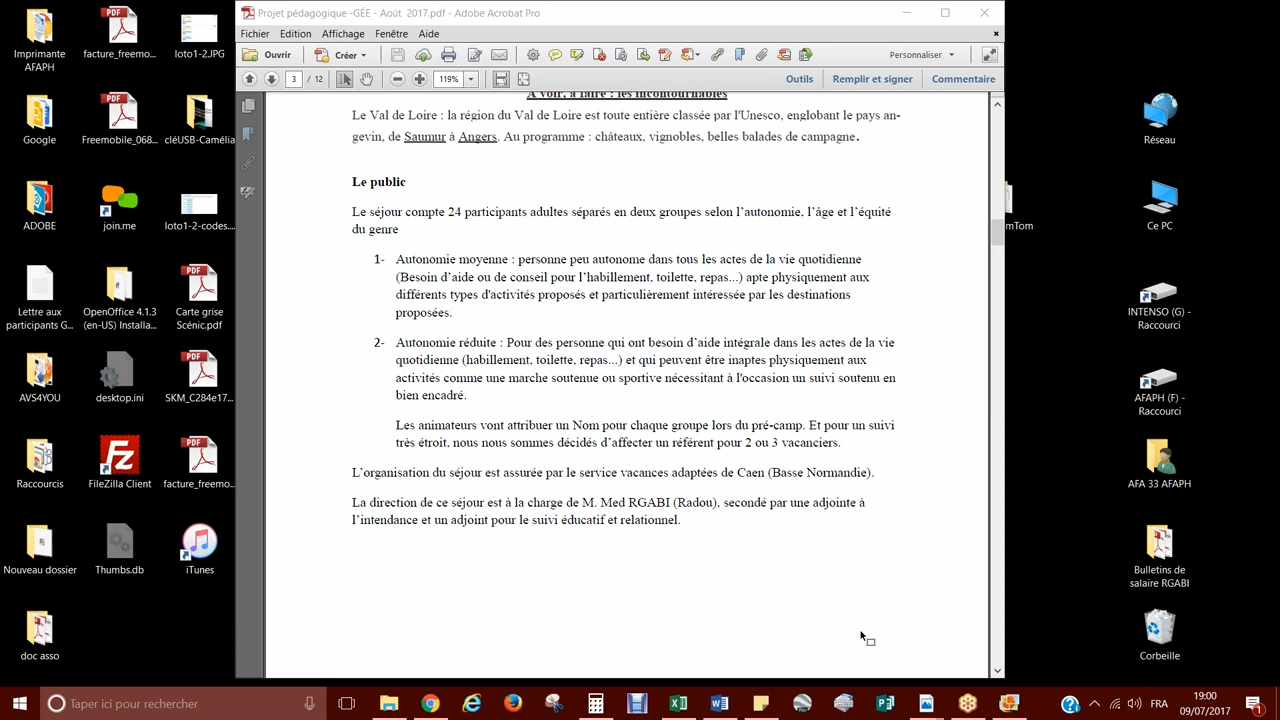 Projet pédagogique -GÉE - Août 2017.pdf - Adobe Acrobat Pro
Fichier Edition Affichage Fenêtre Aide
Ouvrir Créer Personnaliser
3 / 12 119% Outils Remplir et signer Commentaire
À voir, à faire : les incontournables
Le Val de Loire : la région du Val de Loire est toute entière classée par l'Unesco, englobant le pays an-
gevin, de Saumur à Angers. Au programme : châteaux, vignobles, belles balades de campagne.
Le public
Le séjour compte 24 participants adultes séparés en deux groupes selon l'autonomie, l'âge et l'équité
du genre
1- Autonomie moyenne : personne peu autonome dans tous les actes de la vie quotidienne
(Besoin d'aide ou de conseil pour l'habillement, toilette, repas...) apte physiquement aux
différents types d'activités proposés et particulièrement intéressée par les destinations
proposées.
2- Autonomie réduite : Pour des personne qui ont besoin d'aide intégrale dans les actes de la vie
quotidienne (habillement, toilette, repas...) et qui peuvent être inaptes physiquement aux
activités comme une marche soutenue ou sportive nécessitant à l'occasion un suivi soutenu en
bien encadré.
Les animateurs vont attribuer un Nom pour chaque groupe lors du pré-camp. Et pour un suivi
très étroit, nous nous sommes décidés d'affecter un référent pour 2 ou 3 vacanciers.
L'organisation du séjour est assurée par le service vacances adaptées de Caen (Basse Normandie).
La direction de ce séjour est à la charge de M. Med RGABI (Radou), secondé par une adjointe à
l'intendance et un adjoint pour le suivi éducatif et relationnel.
Imprimante
AFAPH
facture_freemo...
loto1-2JPG
Google
Freemobile_068...
cléUSB-Camélia
ADOBE
join.me
loto1-2-codes....
Lettre aux
participants G...
OpenOffice 4.1.3
(en-US) Installa...
Carte grise
Scénic.pdf
AVS4YOU
desktop.ini
SKM_C284e17...
Raccourcis
FileZilla Client
facture_freemo...
Nouveau dossier
Thumbs.db
iTunes
doc asso
Réseau
mTom
Ce PC
INTENSO (G) -
Raccourci
AFAPH (F) -
Raccourci
AFA 33 AFAPH
Bulletins de
salaire RGABI
Corbeille
Taper ici pour rechercher
FRA
19:00
09/07/2017
1